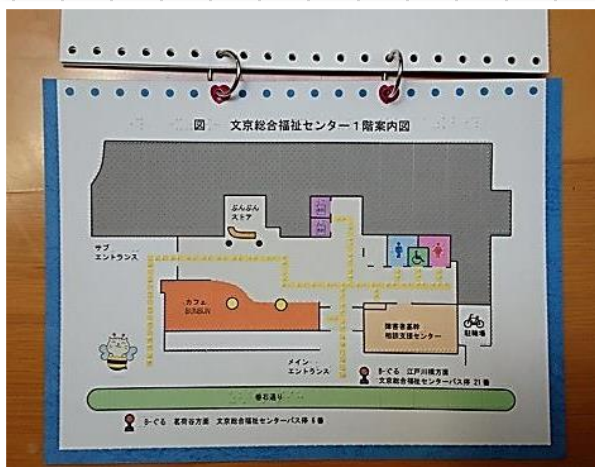 図 文京総合福祉センター1階案内図
ぶんぶん
ストア
サブ
エントランス
カフェ
BUNBUN
障害者基幹
相談支援センター
駐輪場
メイン
エントランス
B-ぐる 江戸川橋方面
文京総合福祉センターバス停 21番
巻石通り
B-ぐる 茗荷谷方面 文京総合福祉センターバス停 6番